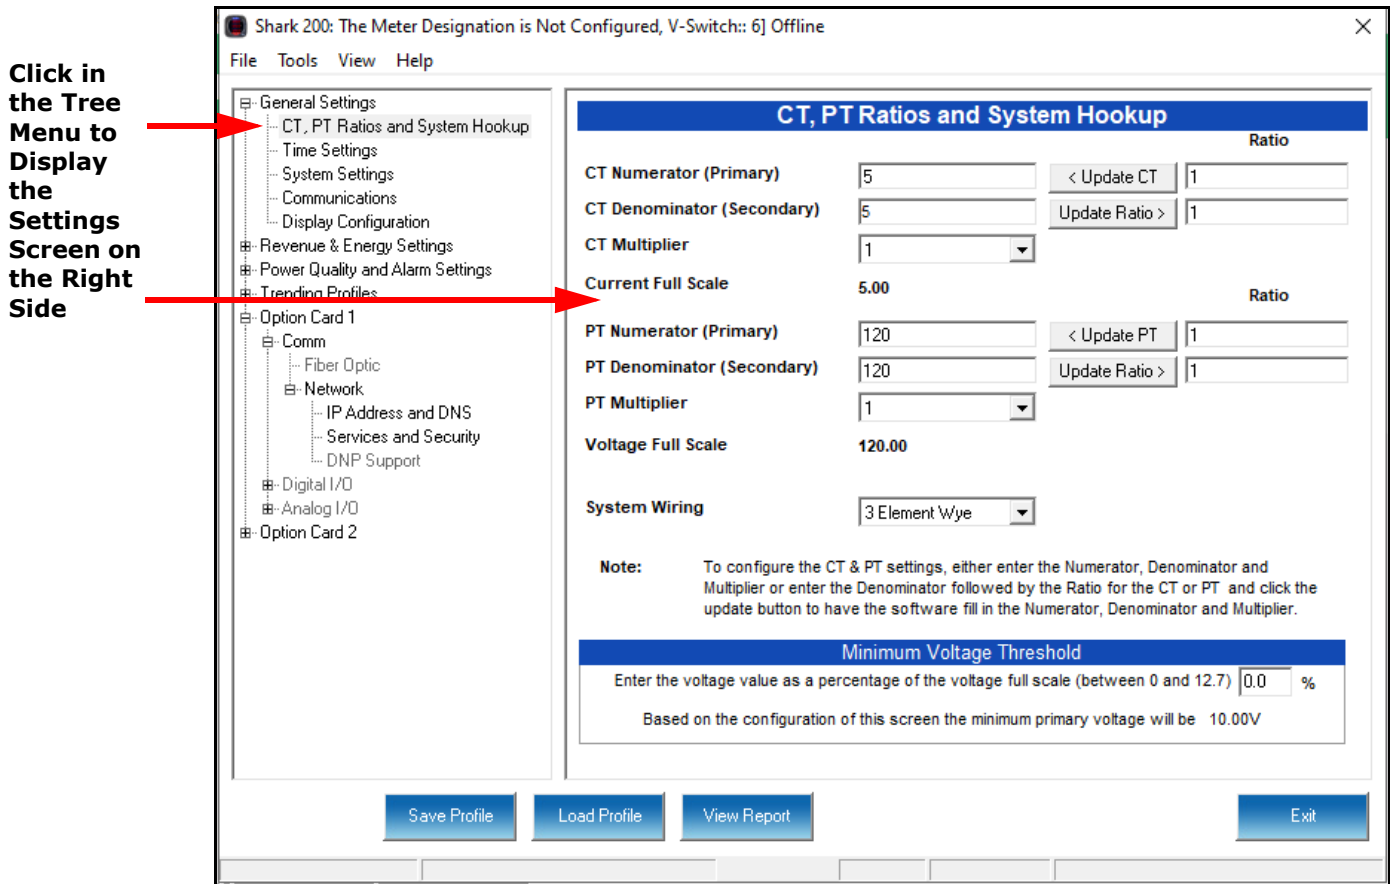 Shark 200: The Meter Designation is Not Configured, V-Switch:: 6] Offline
File Tools View Help
Click in
the Tree
Menu to
Display
the
Settings
Screen on
the Right
Side
General Settings
CT, PT Ratios and System Hookup
Time Settings
System Settings
Communications
Display Configuration
Revenue & Energy Settings
Power Quality and Alarm Settings
Trending Profiles
Option Card 1
Comm
Fiber Optic
Network
IP Address and DNS
Services and Security
DNP Support
Digital I/O
Analog I/O
Option Card 2
CT, PT Ratios and System Hookup
Ratio
CT Numerator (Primary) 5 < Update CT 1
CT Denominator (Secondary) 5 Update Ratio > 1
CT Multiplier 1
Current Full Scale 5.00
Ratio
PT Numerator (Primary) 120 < Update PT 1
PT Denominator (Secondary) 120 Update Ratio > 1
PT Multiplier 1
Voltage Full Scale 120.00
System Wiring 3 Element Wye
Note: To configure the CT & PT settings, either enter the Numerator, Denominator and
Multiplier or enter the Denominator followed by the Ratio for the CT or PT and click the
update button to have the software fill in the Numerator, Denominator and Multiplier.
Minimum Voltage Threshold
Enter the voltage value as a percentage of the voltage full scale (between 0 and 12.7) 0.0 %
Based on the configuration of this screen the minimum primary voltage will be 10.00V
Save Profile Load Profile View Report Exit